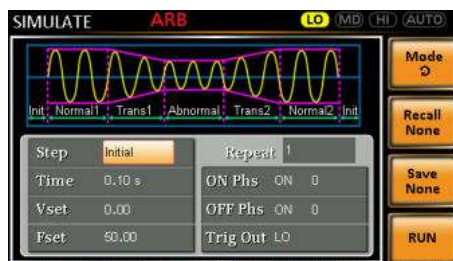 SIMULATE ARB LO MD HI AUTO
Init Normal1 Trans1 Abnormal Trans2 Normal2 Init
Mode
Recall
None
Save
None
RUN
Step Initial Repeat 1
Time 0.10 s ON Phs ON 0
Vset 0.00 OFF Phs ON 0
Fset 50.00 Trig Out LO